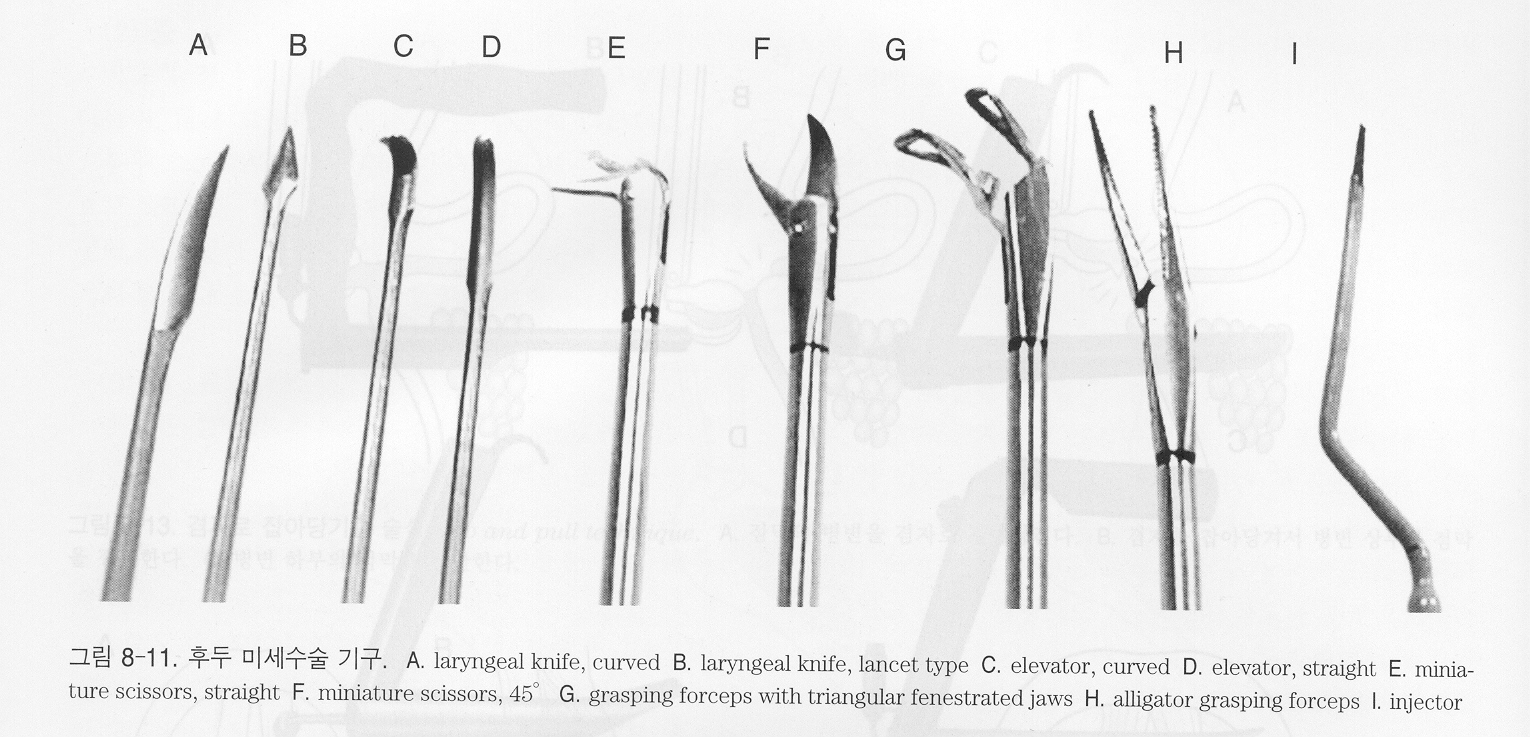 A B C D E F G H I
그림 8-11. 후두 미세수술 기구. A. laryngeal knife, curved B. laryngeal knife, lancet type C. elevator, curved D. elevator, straight E. minia-
ture scissors, straight F. miniature scissors, 45° G. grasping forceps with triangular fenestrated jaws H. alligator grasping forceps I. injector